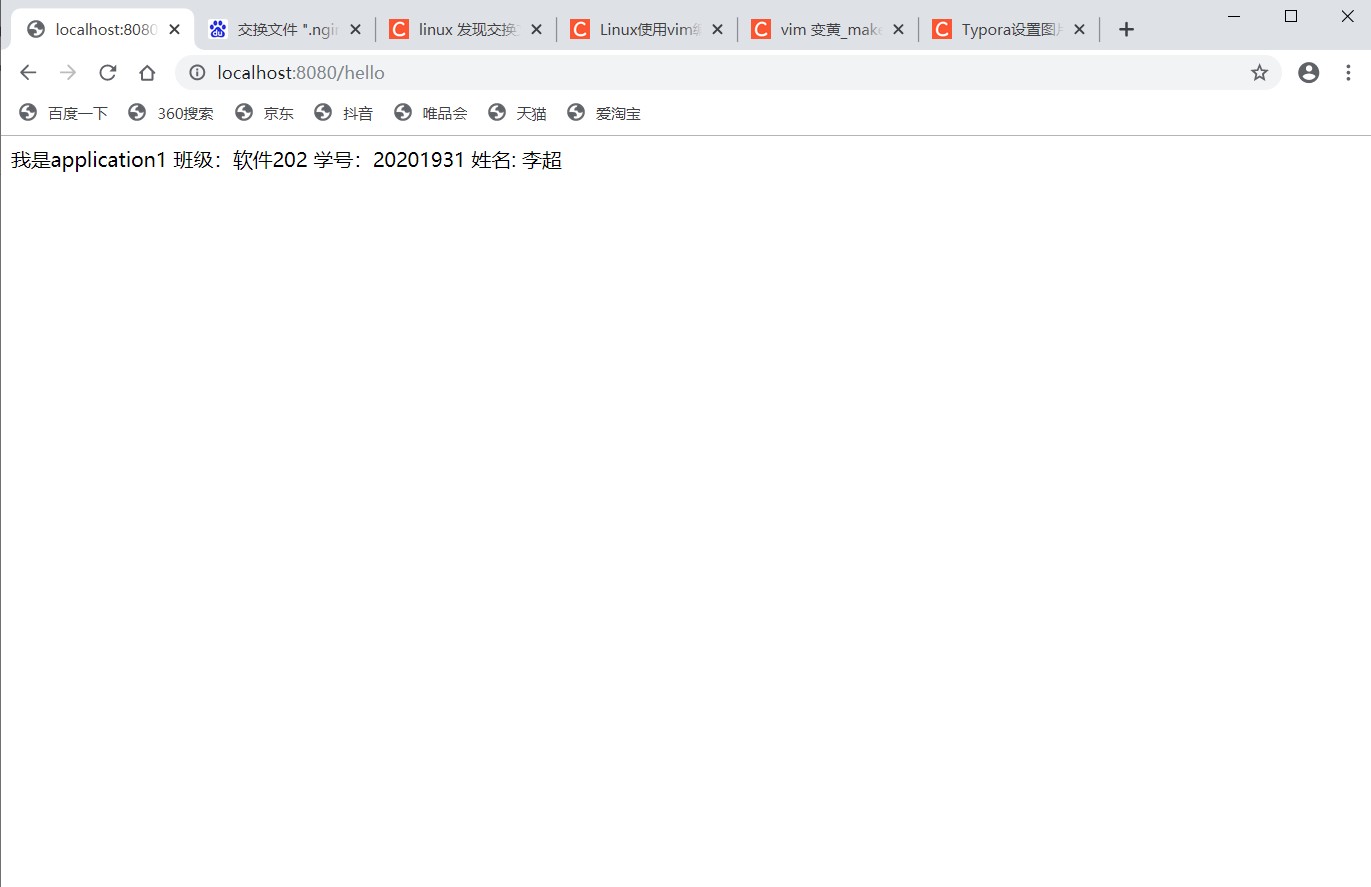 localhost:8080
交换文件 ".ngin
linux 发现交换
Linux使用vim
vim 变黄_make
Typora设置图
localhost:8080/hello
百度一下 360搜索 京东 抖音 唯品会 天猫 爱淘宝
我是application1 班级：软件202 学号：20201931 姓名: 李超